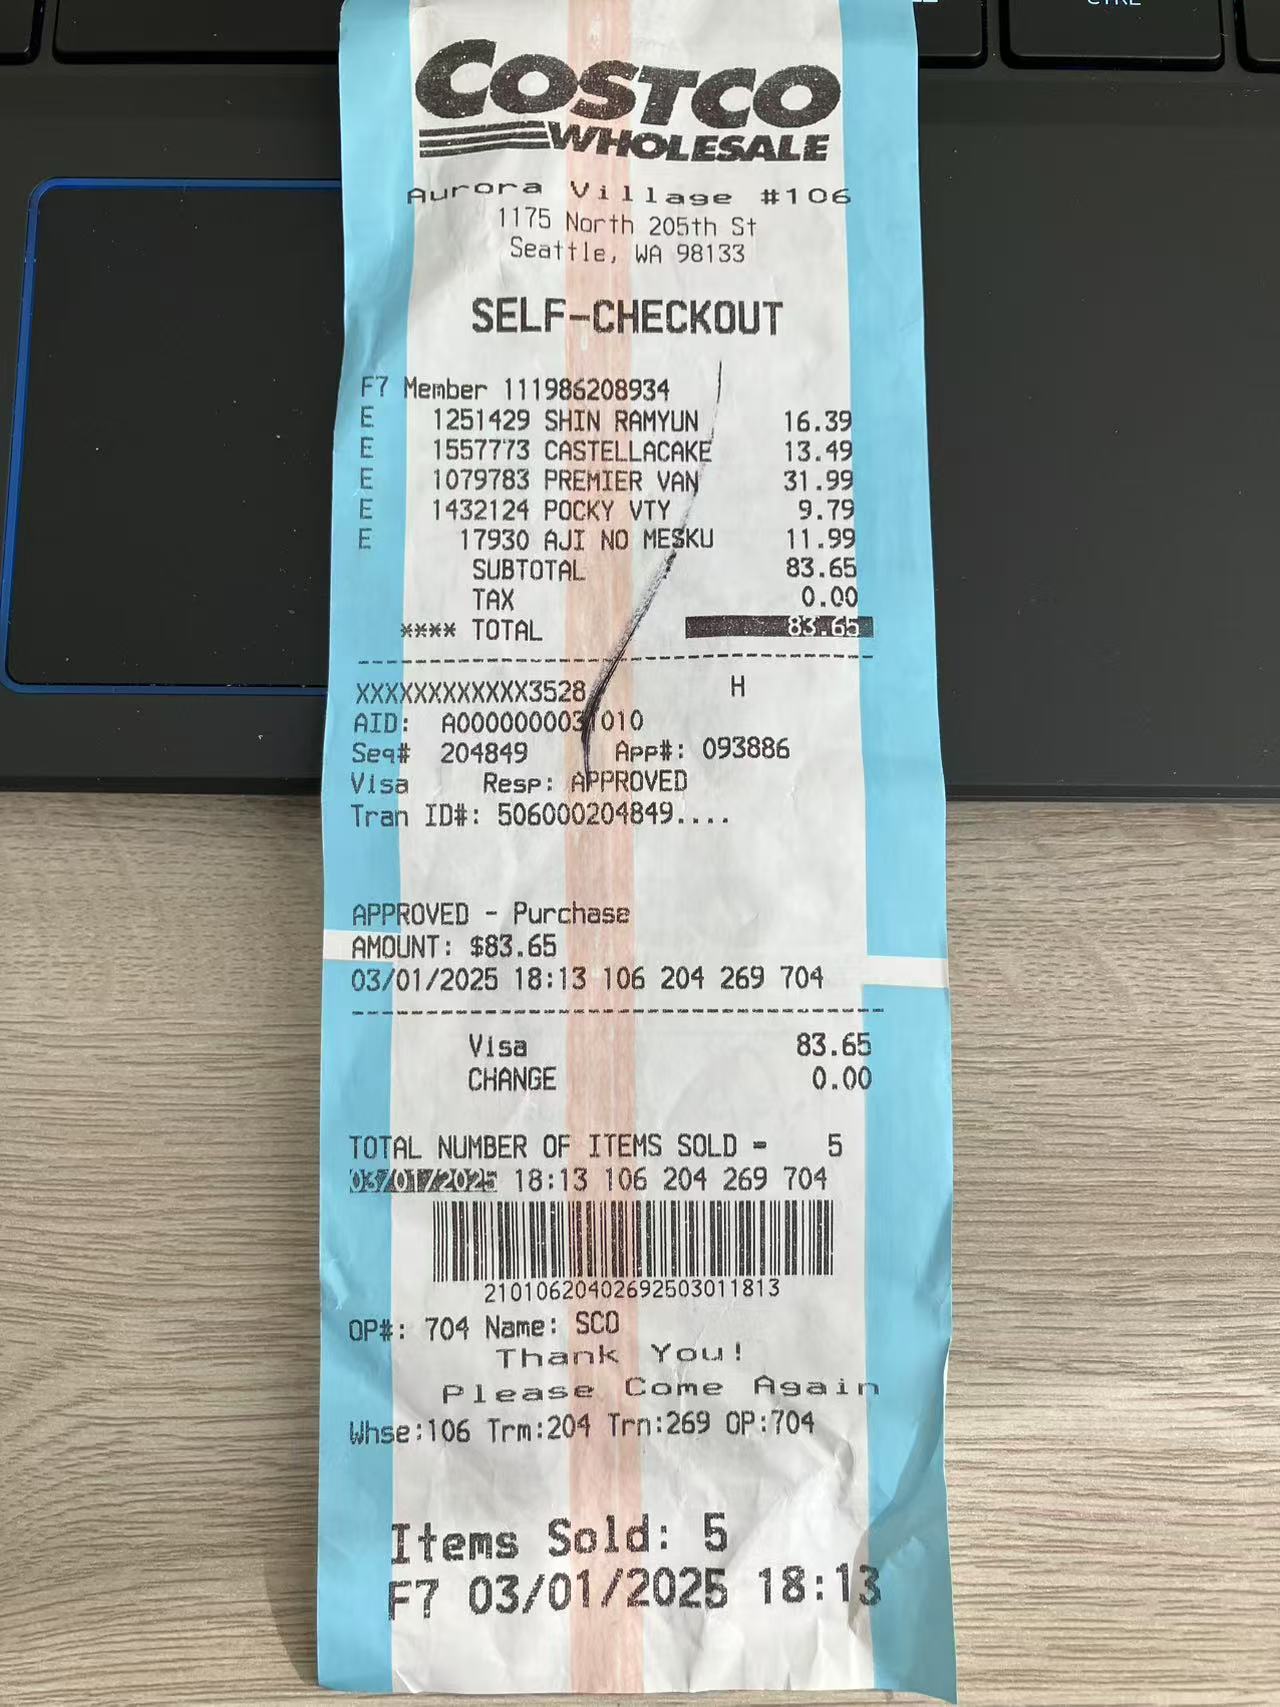 CTRL
COSTCO
WHOLESALE
Aurora Village #106
1175 North 205th St
Seattle, WA 98133
SELF-CHECKOUT
F7 Member 111986208934
E 1251429 SHIN RAMYUN 16.39
E 1557773 CASTELLACAKE 13.49
E 1079783 PREMIER VAN 31.99
E 1432124 POCKY VTY 9.79
E 17930 AJI NO MESKU 11.99
SUBTOTAL 83.65
TAX 0.00
**** TOTAL 83.65
XXXXXXXXXXXX3528 H
AID: A0000000031010
Seq# 204849 App#: 093886
Visa Resp: APPROVED
Tran ID#: 506000204849....
APPROVED - Purchase
AMOUNT: $83.65
03/01/2025 18:13 106 204 269 704
Visa 83.65
CHANGE 0.00
TOTAL NUMBER OF ITEMS SOLD = 5
03/01/2025 18:13 106 204 269 704
21010620402692503011813
OP#: 704 Name: SCO
Thank You!
Please Come Again
Whse:106 Trm:204 Trn:269 OP:704
Items Sold: 5
F7 03/01/2025 18:13